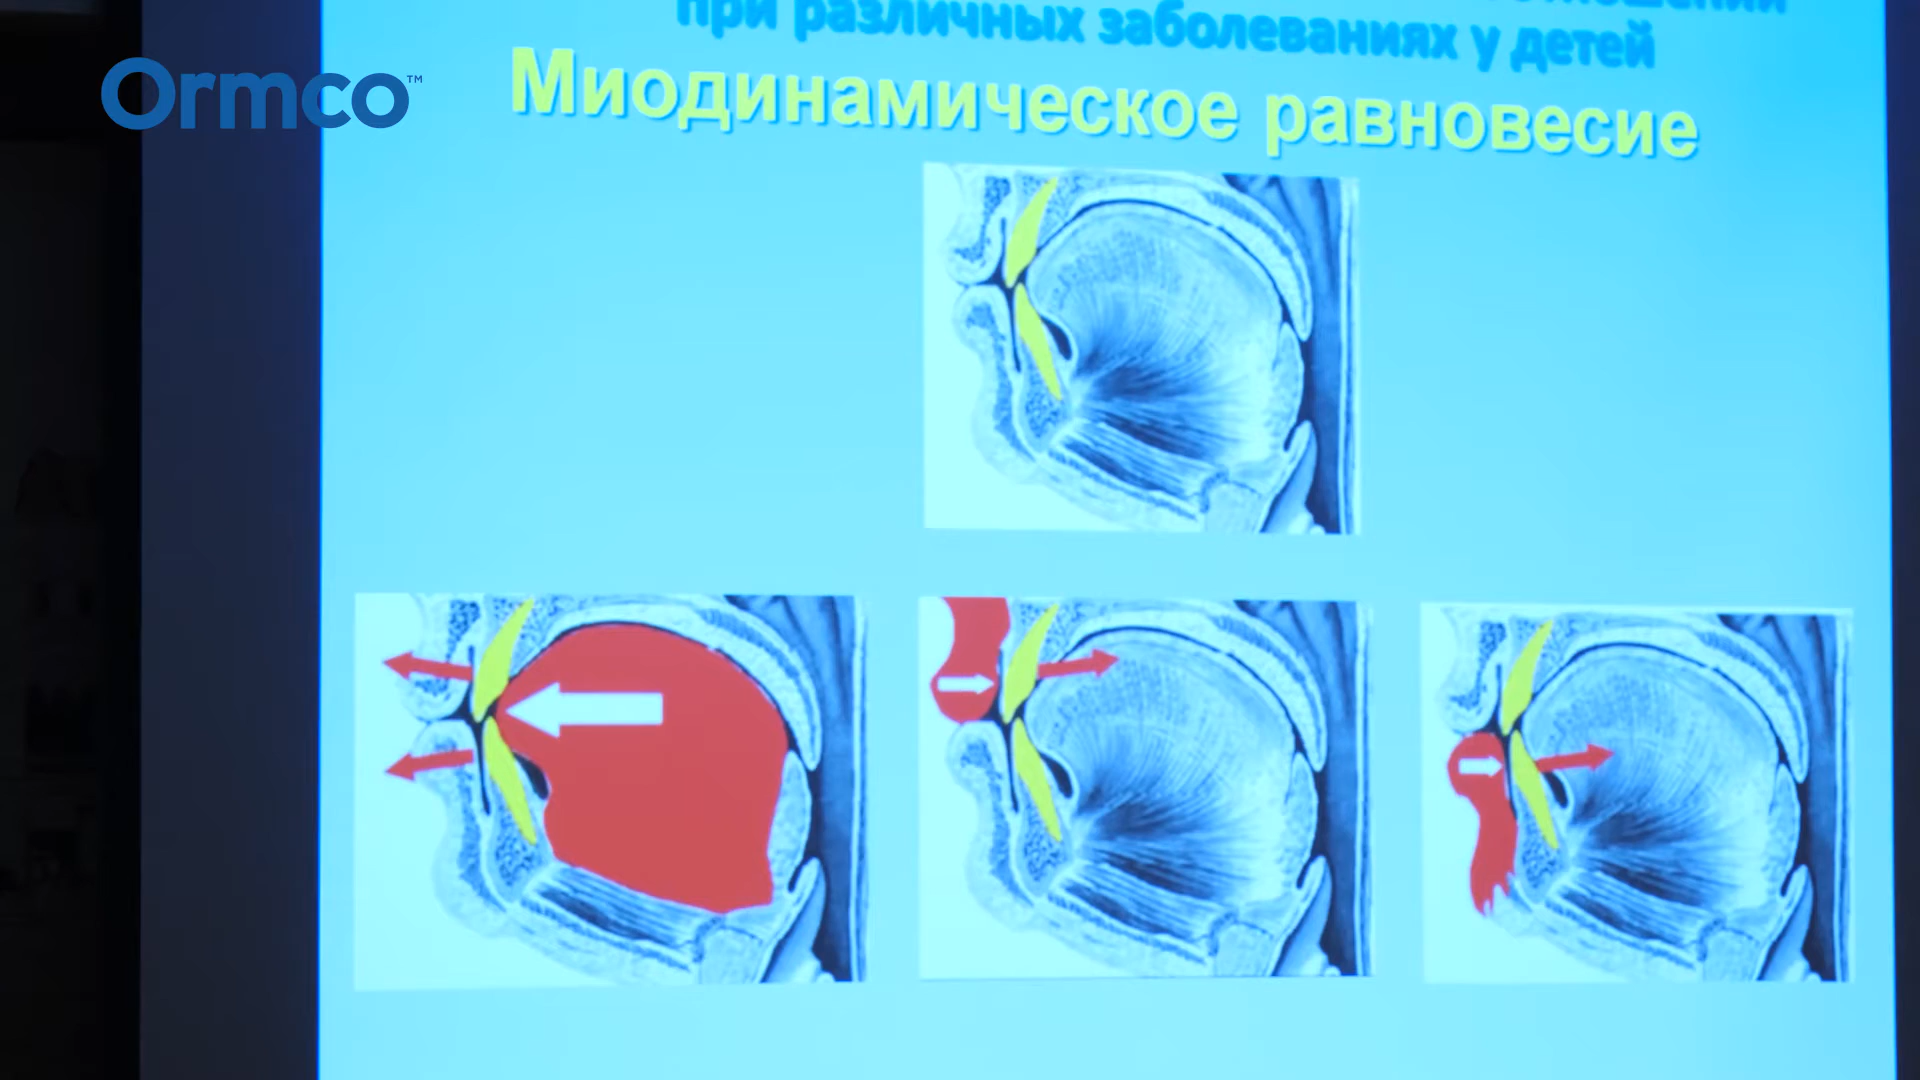 Ormco™
при различных заболеваниях у детей
Миодинамическое равновесие